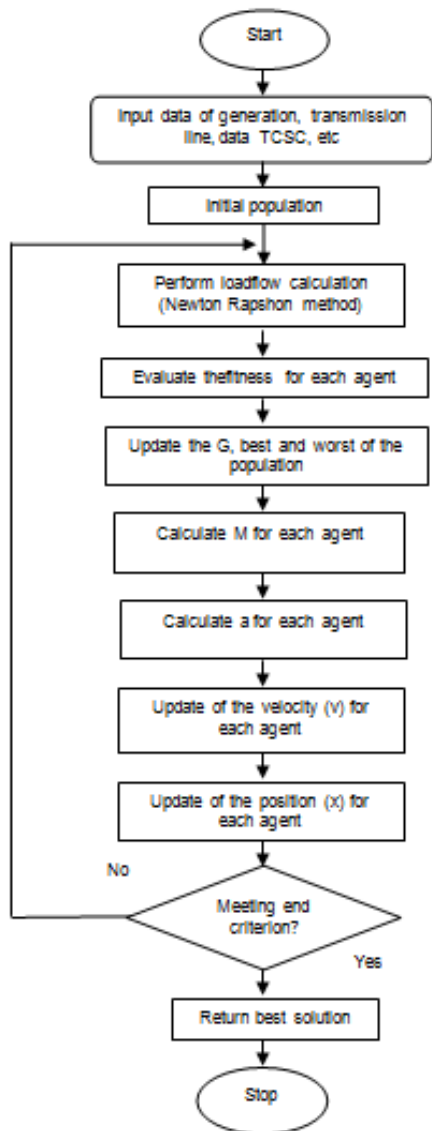 Start
Input data of generation, transmission
line, data TCSC, etc
Initial population
Perform loadflow calculation
(Newton Rapshon method)
Evaluate thefitness for each agent
Update the G, best and worst of the
population
Calculate M for each agent
Calculate a for each agent
Update of the velocity (v) for
each agent
Update of the position (x) for
each agent
No
Meeting end
criterion?
Yes
Return best solution
Stop